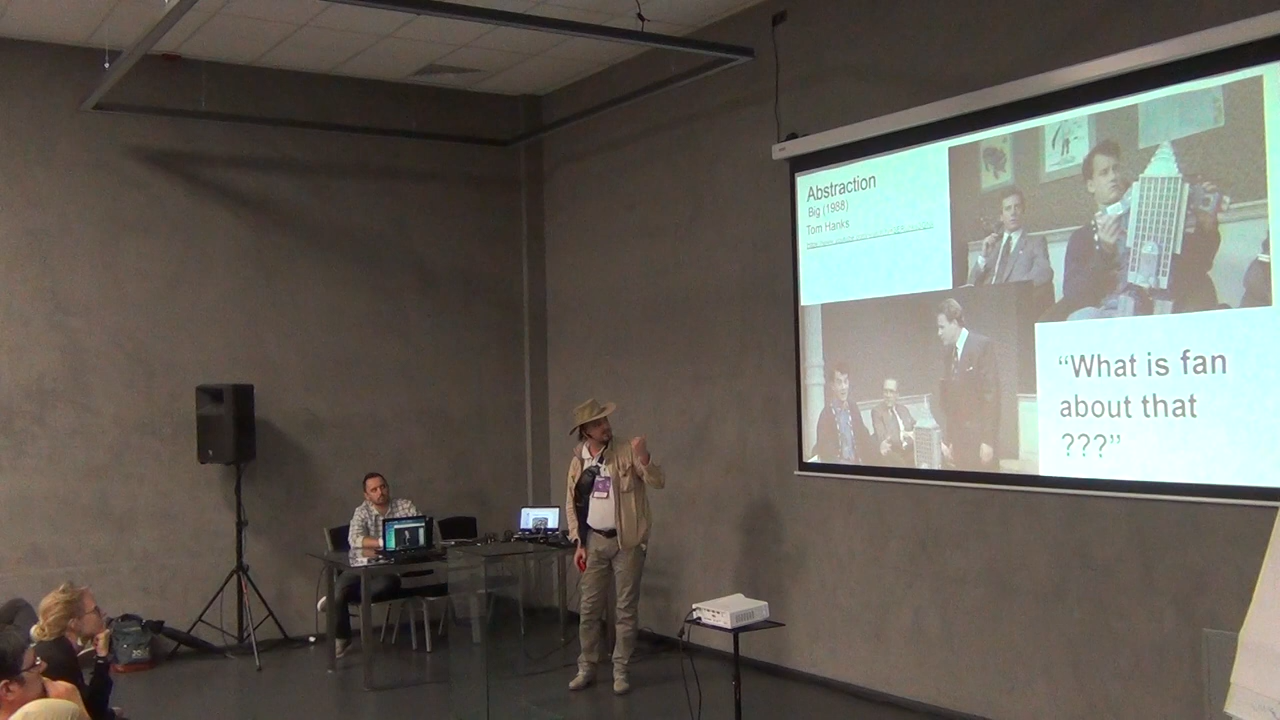 Abstraction
Big (1988)
Tom Hanks
“What is fan
about that
???”